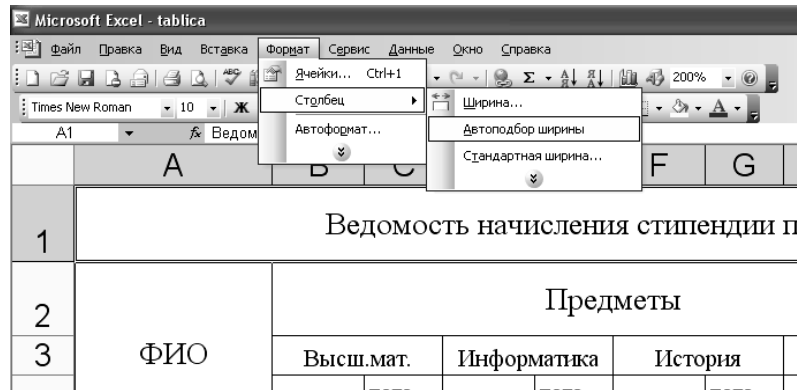 Microsoft Excel - tablica
Файл Правка Вид Вставка Формат Сервис Данные Окно Справка
Ячейки... Ctrl+1
200%
Times New Roman 10 Ж
Столбец
Ширина...
A1 fx Ведом
Автоформат...
Автоподбор ширины
Стандартная ширина...
A D C F G
1 Ведомость начисления стипендии п
2 Предметы
3 ФИО Высш.мат. Информатика История